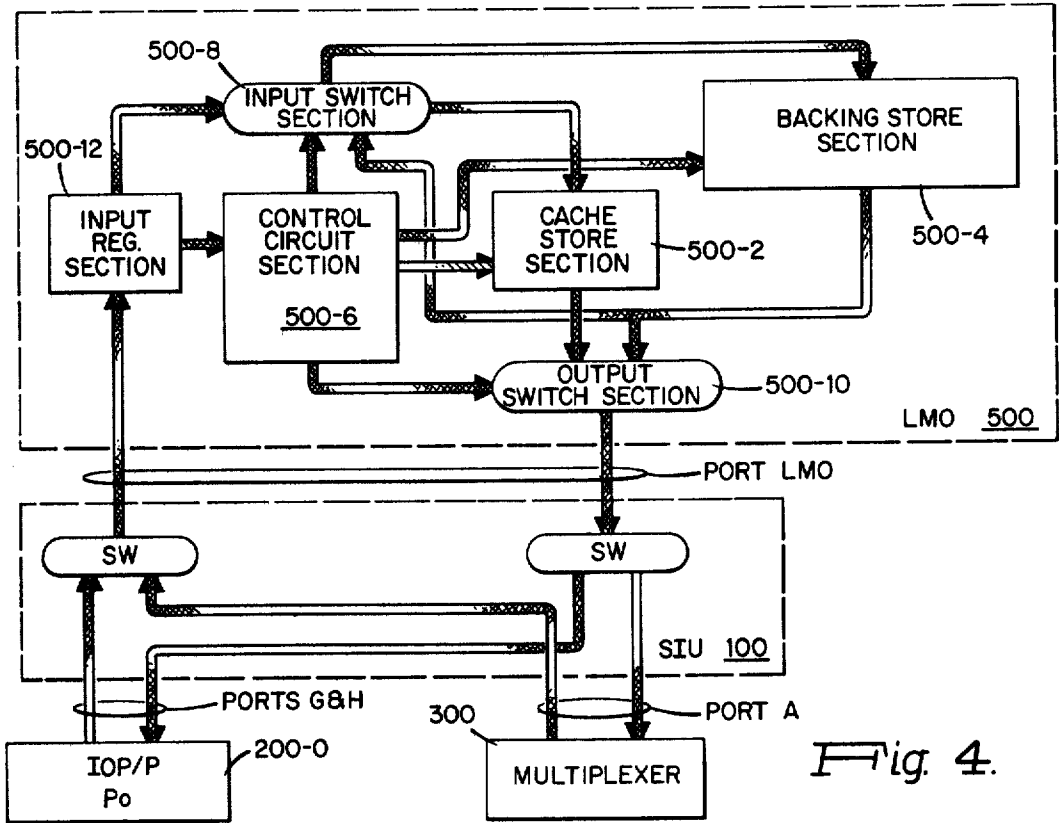 500-8
INPUT SWITCH
SECTION
BACKING STORE
SECTION
500-12
500-4
INPUT
REG.
SECTION
CONTROL
CIRCUIT
SECTION
500-6
CACHE
STORE
SECTION
500-2
OUTPUT
SWITCH SECTION
500-10
LMO 500
PORT LMO
SW
SW
SIU 100
PORTS G&H
PORT A
200-0
300
IOP/P
Po
MULTIPLEXER
Fig. 4.